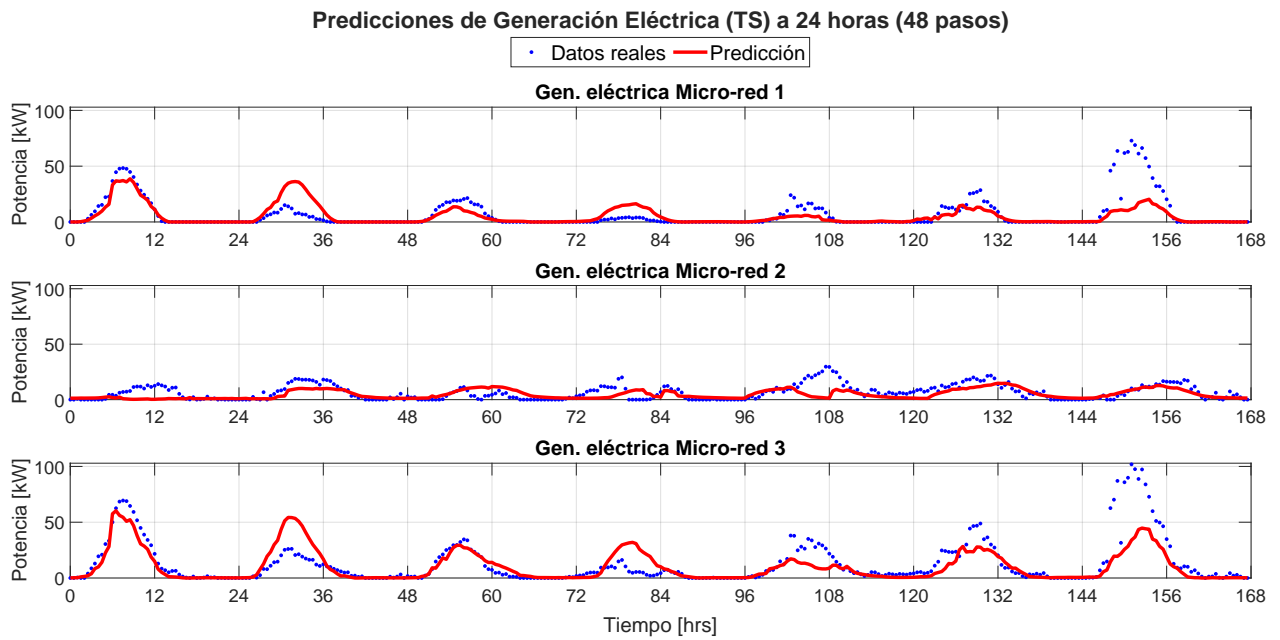 Predicciones de Generación Eléctrica (TS) a 24 horas (48 pasos)
Datos reales Predicción
Gen. eléctrica Micro-red 1
Potencia [kW]
100
50
0
0 12 24 36 48 60 72 84 96 108 120 132 144 156 168
Gen. eléctrica Micro-red 2
Potencia [kW]
100
50
0
0 12 24 36 48 60 72 84 96 108 120 132 144 156 168
Gen. eléctrica Micro-red 3
Potencia [kW]
100
50
0
0 12 24 36 48 60 72 84 96 108 120 132 144 156 168
Tiempo [hrs]